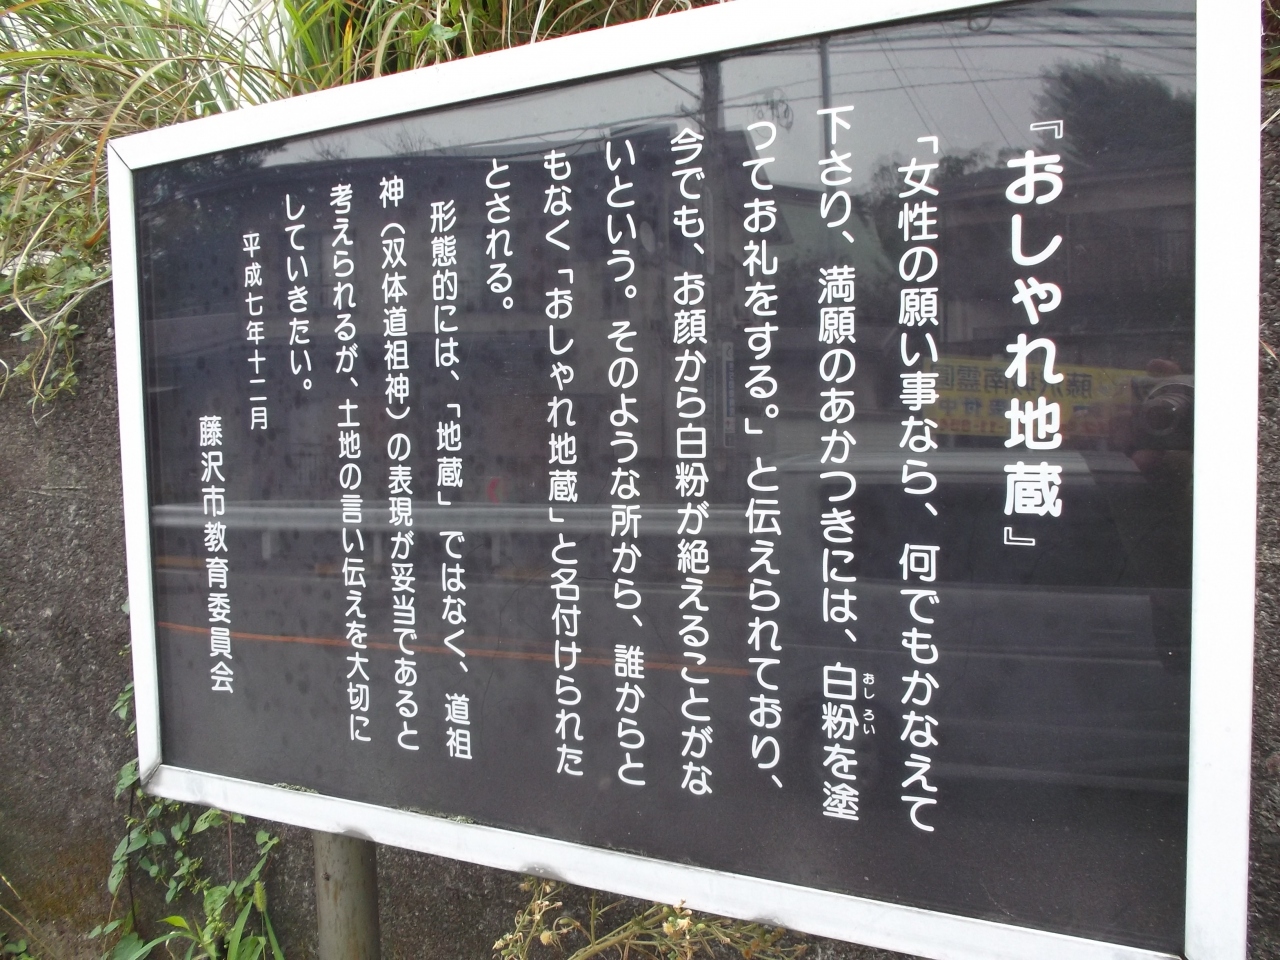 『おしゃれ地蔵』
「女性の願い事なら、何でもかなえて
下さり、満願のあかつきには、白粉を塗
おしろい
つてお礼をする。」と伝えられており、
今でも、お顔から白粉が絶えることがな
いという。そのような所から、誰からと
もなく「おしゃれ地蔵」と名付けられた
とされる。
形態的には、「地蔵」ではなく、道祖
神(双体道祖神)の表現が妥当であると
考えられるが、土地の言い伝えを大切に
していきたい。
平成七年十二月
藤沢市教育委員会